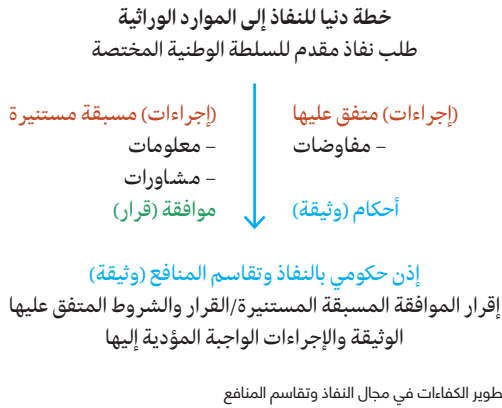 خطة دنيا للنفاذ إلى الموارد الوراثية
طلب نفاذ مقدم للسلطة الوطنية المختصة
(إجراءات) متفق عليها
– مفاوضات
أحكام (وثيقة)
(إجراءات) مسبقة مستنيرة
– معلومات
– مشاورات
موافقة (قرار)
إذن حكومي بالنفاذ وتقاسم المنافع (وثيقة)
إقرار الموافقة المسبقة المستنيرة/القرار والشروط المتفق عليها
الوثيقة والإجراءات الواجبة المؤدية إليها
طوير الكفاءات في مجال النفاذ وتقاسم المنافع